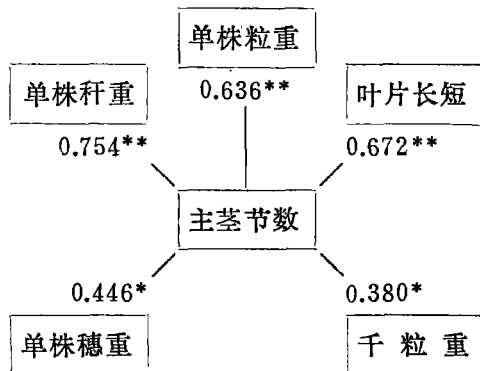 单株粒重
单株秆重
0.636**
叶片长短
0.754**
0.672**
主茎节数
0.446*
0.380*
单株穗重
千粒重